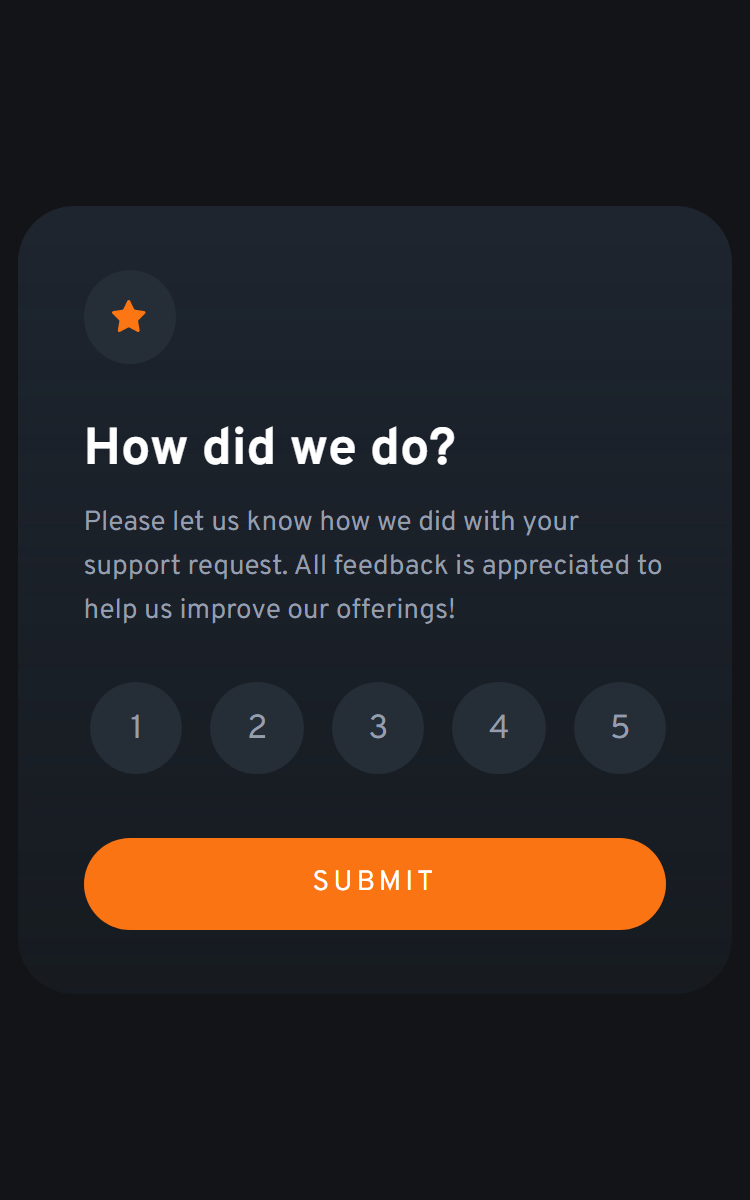 How did we do?
Please let us know how we did with your
support request. All feedback is appreciated to
help us improve our offerings!
1 2 3 4 5
SUBMIT